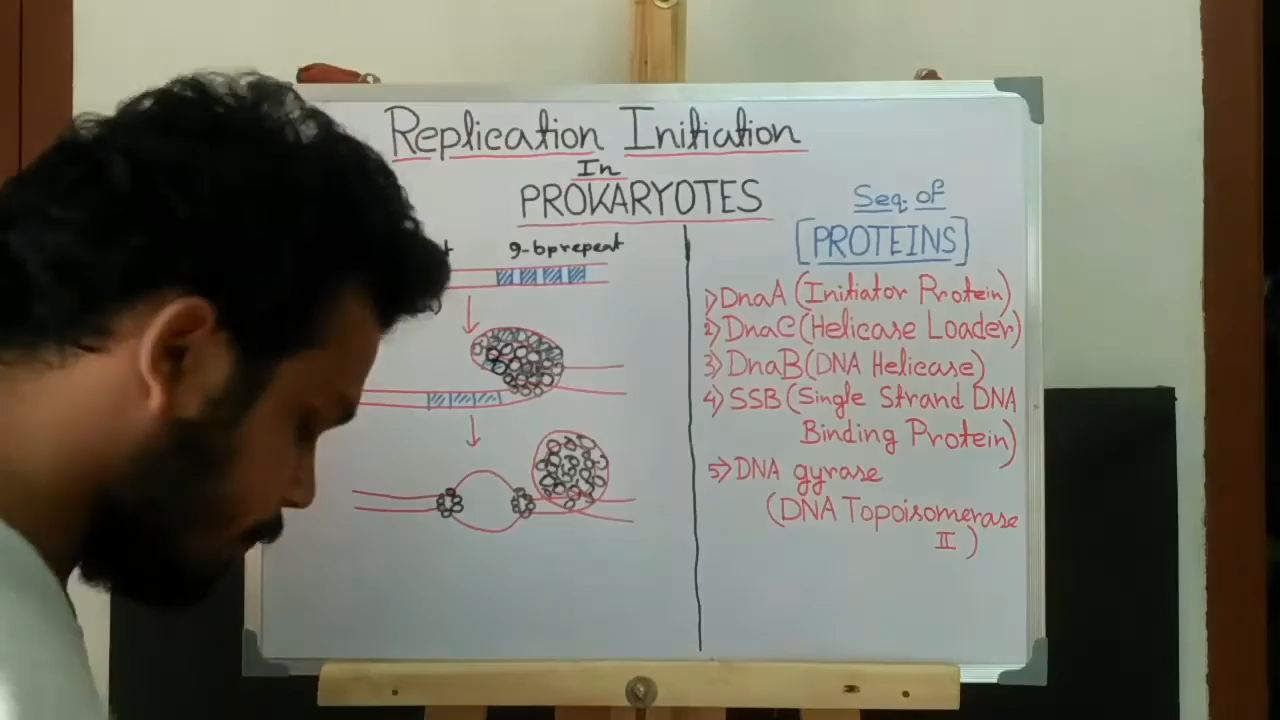 Replication Initiation
In
PROKARYOTES
9-bp repeat
Seq. of
[PROTEINS]
1) DnaA (Initiator Protein)
2) DnaC (Helicase Loader)
3) DnaB (DNA Helicase)
4) SSB (Single Strand DNA
Binding Protein)
5) DNA gyrase
(DNA Topoisomerase
II)